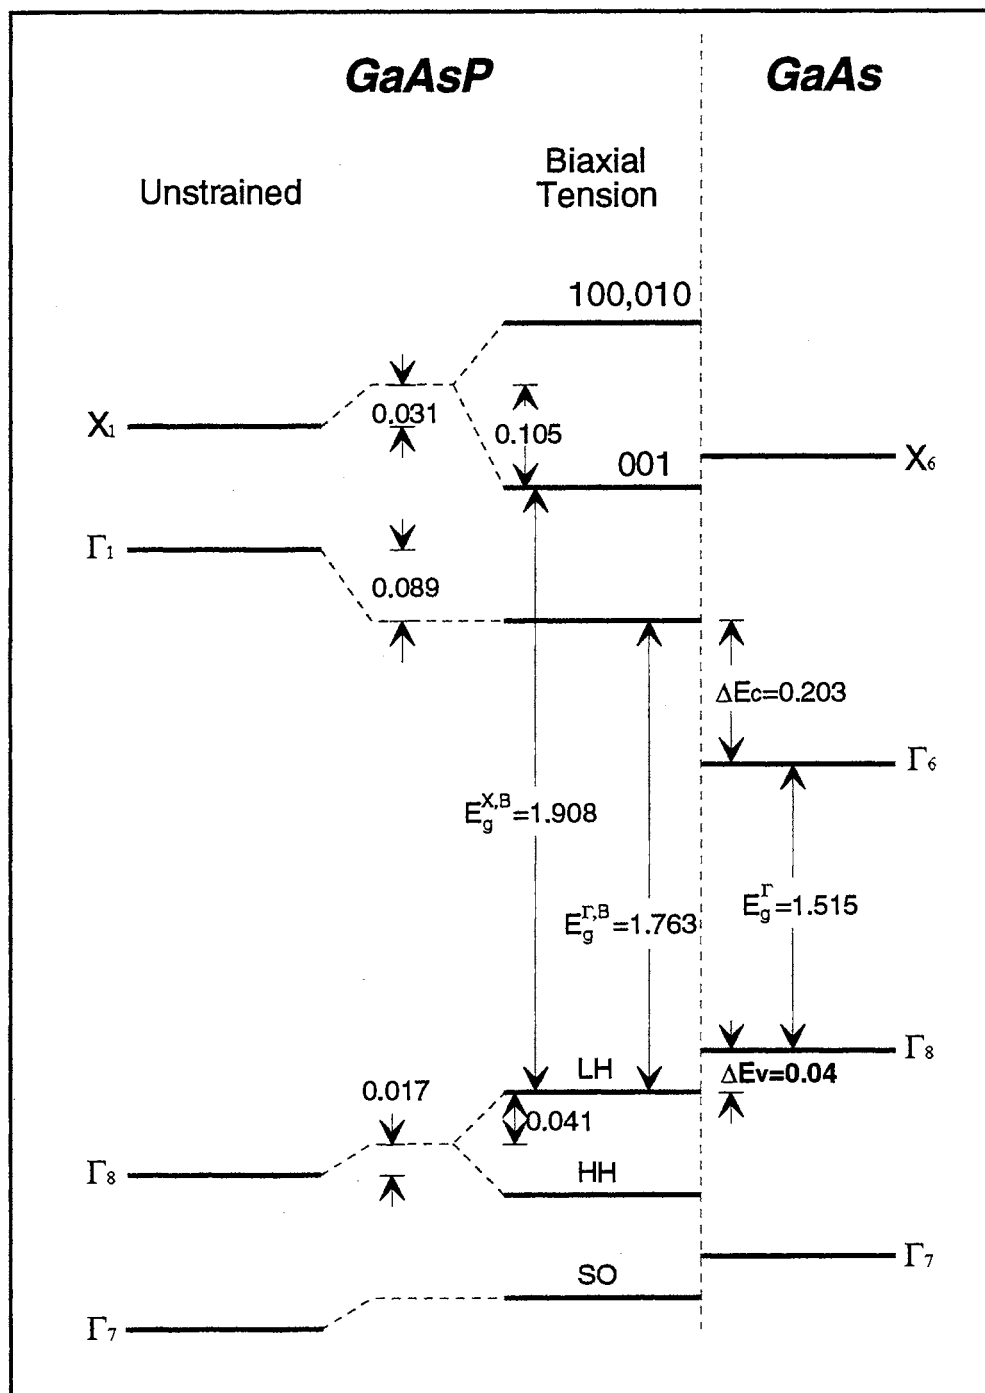 GaAsP
GaAs
Unstrained
Biaxial
Tension
100,010
X1
0.031
0.105
001
X6
Γ1
0.089
ΔEc=0.203
Γ6
E_g^{X,B}=1.908
E_g^{Γ,B}=1.763
E_g^{Γ}=1.515
Γ8
LH
ΔEv=0.04
0.017
0.041
Γ8
HH
Γ7
SO
Γ7